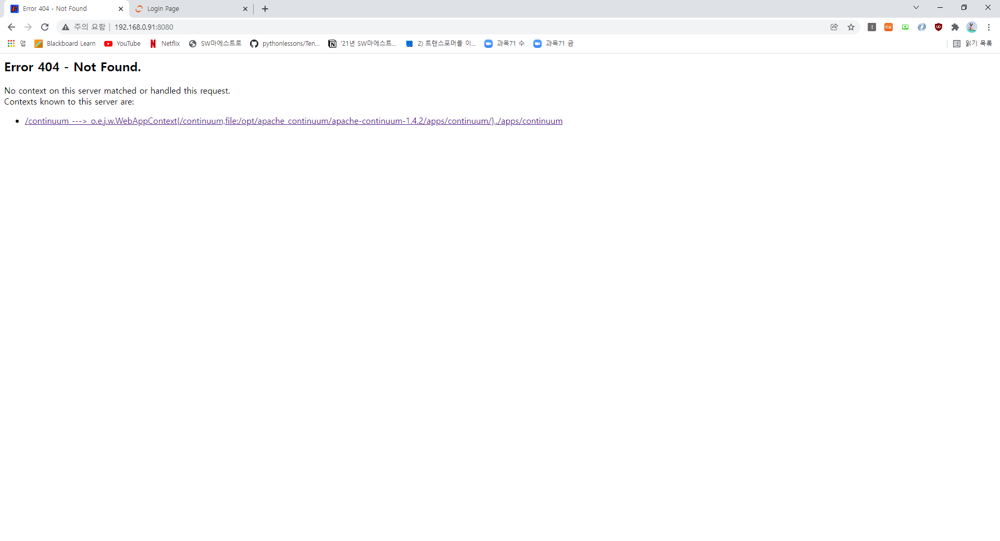 Error 404 - Not Found
Login Page
주의 요함 192.168.0.91:8080
앱 Blackboard Learn YouTube Netflix SW마에스트로 pythonlessons/Ten... '21년 SW마에스트... 2) 트랜스포머를 이... 과목71 수 과목71 금 읽기 목록
Error 404 - Not Found.
No context on this server matched or handled this request.
Contexts known to this server are:
/continuum ---> o.e.j.w.WebAppContext{/continuum,file:/opt/apache_continuum/apache-continuum-1.4.2/apps/continuum/},./apps/continuum